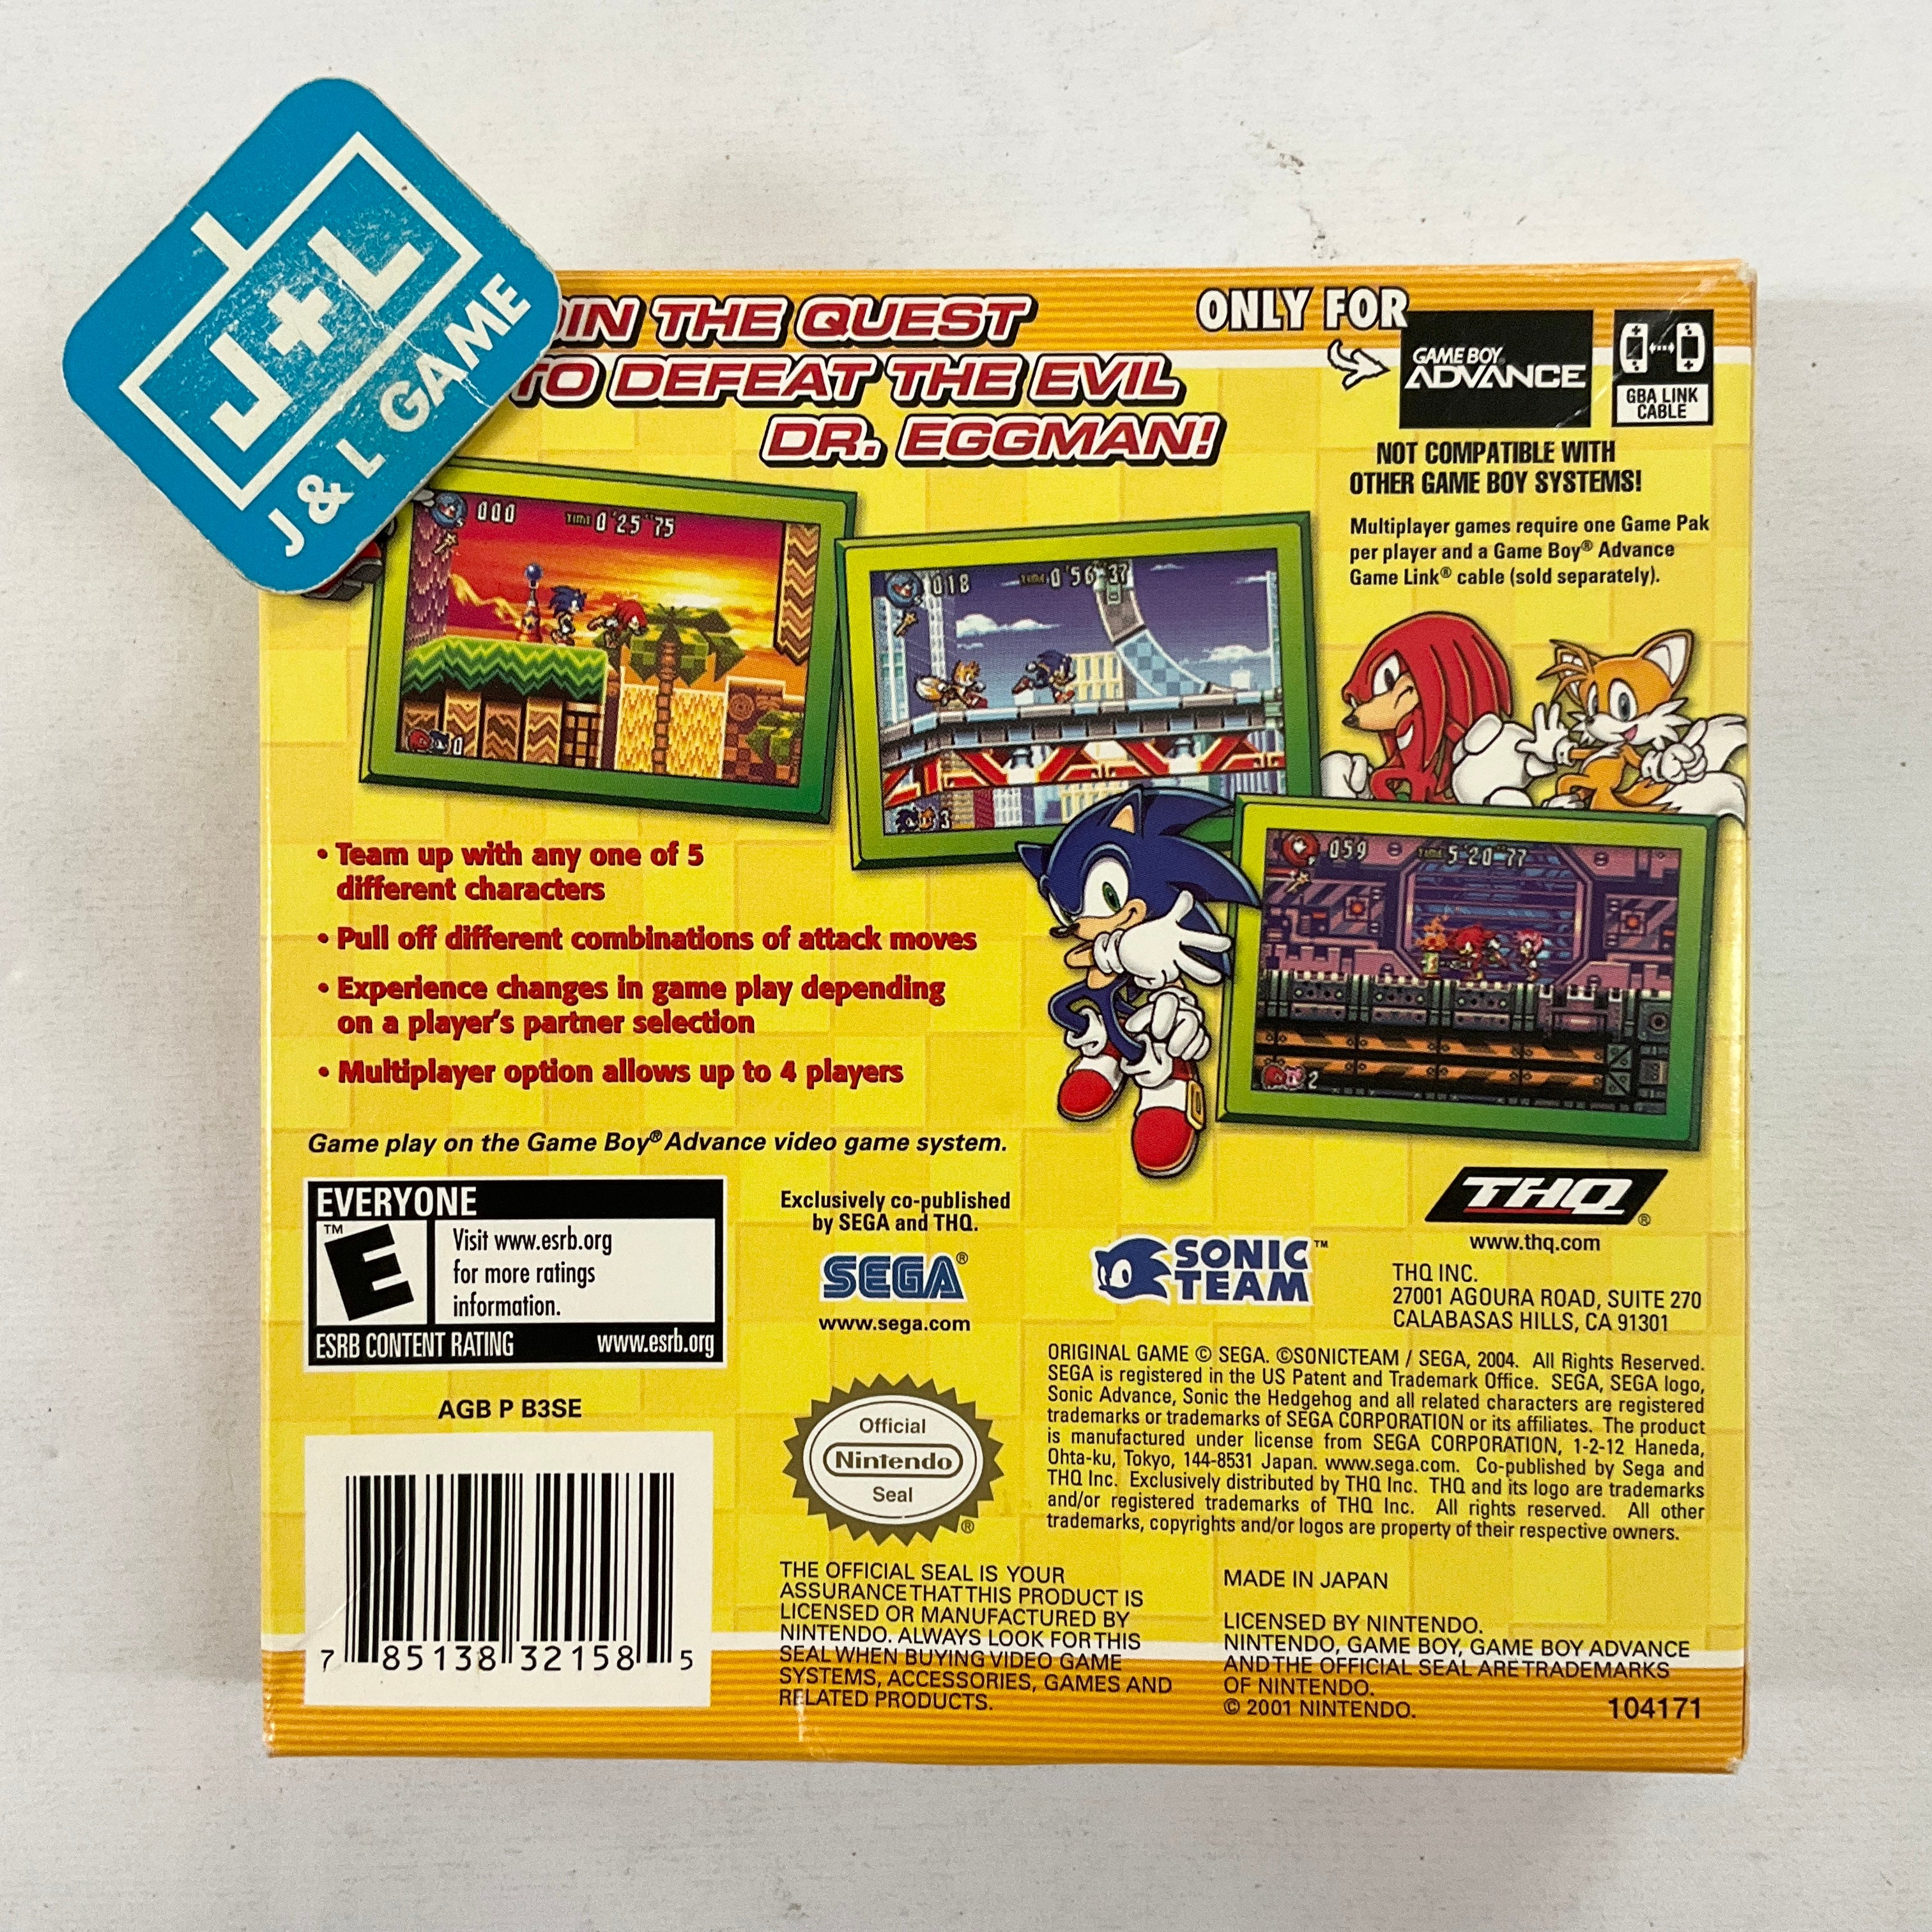 J+L
J & L GAME
OIN THE QUEST
TO DEFEAT THE EVIL
DR. EGGMAN!
ONLY FOR
GAME BOY
ADVANCE
GBA LINK
CABLE
NOT COMPATIBLE WITH
OTHER GAME BOY SYSTEMS!
Multiplayer games require one Game Pak
per player and a Game Boy® Advance
Game Link® cable (sold separately).
000 TIME 0'25"75
0
018 TIME 0'56"37
3
059 TIME 5'20"77
2
• Team up with any one of 5
different characters
• Pull off different combinations of attack moves
• Experience changes in game play depending
on a player's partner selection
• Multiplayer option allows up to 4 players
Game play on the Game Boy® Advance video game system.
EVERYONE
E™
Visit www.esrb.org
for more ratings
information.
ESRB CONTENT RATING www.esrb.org
AGB P B3SE
7 85138 32158 5
Exclusively co-published
by SEGA and THQ.
SEGA®
www.sega.com
SONIC
TEAM™
THQ®
www.thq.com
THQ INC.
27001 AGOURA ROAD, SUITE 270
CALABASAS HILLS, CA 91301
ORIGINAL GAME © SEGA. ©SONICTEAM / SEGA, 2004. All Rights Reserved.
SEGA is registered in the US Patent and Trademark Office. SEGA, SEGA logo,
Sonic Advance, Sonic the Hedgehog and all related characters are registered
trademarks or trademarks of SEGA CORPORATION or its affiliates. The product
is manufactured under license from SEGA CORPORATION, 1-2-12 Haneda,
Ohta-ku, Tokyo, 144-8531 Japan. www.sega.com. Co-published by Sega and
THQ Inc. Exclusively distributed by THQ Inc. THQ and its logo are trademarks
and/or registered trademarks of THQ Inc. All rights reserved. All other
trademarks, copyrights and/or logos are property of their respective owners.
Official
Nintendo
Seal®
THE OFFICIAL SEAL IS YOUR
ASSURANCE THAT THIS PRODUCT IS
LICENSED OR MANUFACTURED BY
NINTENDO. ALWAYS LOOK FOR THIS
SEAL WHEN BUYING VIDEO GAME
SYSTEMS, ACCESSORIES, GAMES AND
RELATED PRODUCTS.
MADE IN JAPAN
LICENSED BY NINTENDO.
NINTENDO, GAME BOY, GAME BOY ADVANCE
AND THE OFFICIAL SEAL ARE TRADEMARKS
OF NINTENDO.
© 2001 NINTENDO.
104171